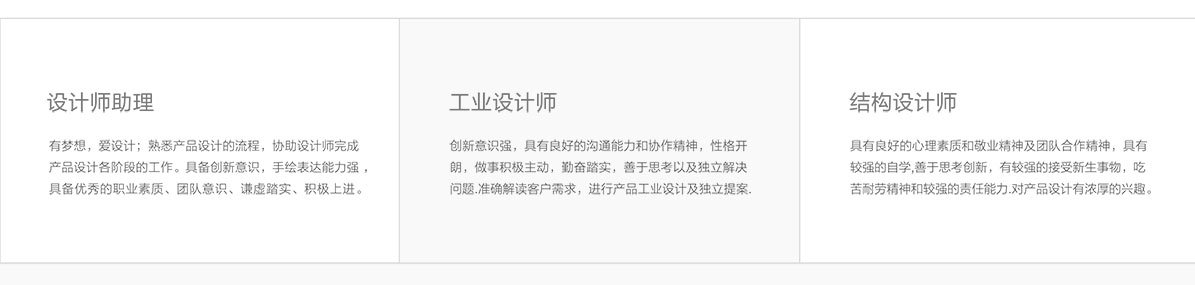 设计师助理
有梦想，爱设计；熟悉产品设计的流程，协助设计师完成
产品设计各阶段的工作。具备创新意识，手绘表达能力强，
具备优秀的职业素质、团队意识、谦虚踏实、积极上进。
工业设计师
创新意识强，具有良好的沟通能力和协作精神，性格开
朗，做事积极主动，勤奋踏实，善于思考以及独立解决
问题.准确解读客户需求，进行产品工业设计及独立提案.
结构设计师
具有良好的心理素质和敬业精神及团队合作精神，具有
较强的自学,善于思考创新，有较强的接受新生事物，吃
苦耐劳精神和较强的责任能力.对产品设计有浓厚的兴趣。